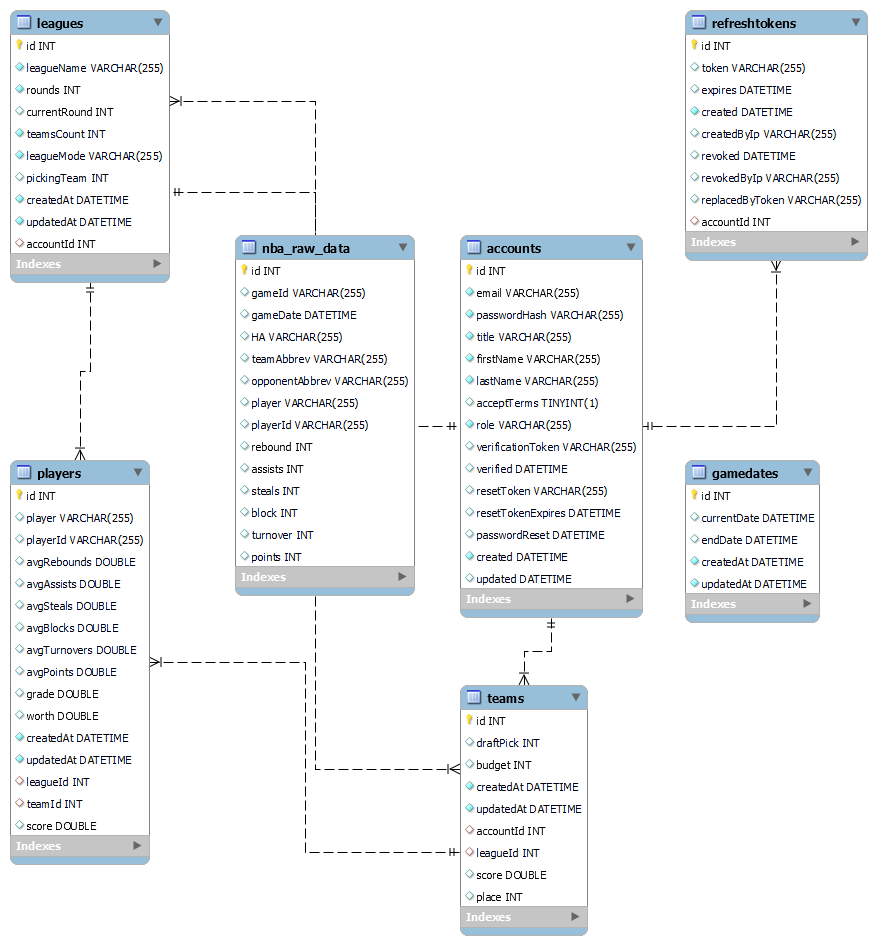 leagues
id INT
leagueName VARCHAR(255)
rounds INT
currentRound INT
teamsCount INT
leagueMode VARCHAR(255)
pickingTeam INT
createdAt DATETIME
updatedAt DATETIME
accountId INT
Indexes
refreshtokens
id INT
token VARCHAR(255)
expires DATETIME
created DATETIME
createdByIp VARCHAR(255)
revoked DATETIME
revokedByIp VARCHAR(255)
replacedByToken VARCHAR(255)
accountId INT
Indexes
nba_raw_data
id INT
gameId VARCHAR(255)
gameDate DATETIME
HA VARCHAR(255)
teamAbbrev VARCHAR(255)
opponentAbbrev VARCHAR(255)
player VARCHAR(255)
playerId VARCHAR(255)
rebound INT
assists INT
steals INT
block INT
turnover INT
points INT
Indexes
accounts
id INT
email VARCHAR(255)
passwordHash VARCHAR(255)
title VARCHAR(255)
firstName VARCHAR(255)
lastName VARCHAR(255)
acceptTerms TINYINT(1)
role VARCHAR(255)
verificationToken VARCHAR(255)
verified DATETIME
resetToken VARCHAR(255)
resetTokenExpires DATETIME
passwordReset DATETIME
created DATETIME
updated DATETIME
Indexes
players
id INT
player VARCHAR(255)
playerId VARCHAR(255)
avgRebounds DOUBLE
avgAssists DOUBLE
avgSteals DOUBLE
avgBlocks DOUBLE
avgTurnovers DOUBLE
avgPoints DOUBLE
grade DOUBLE
worth DOUBLE
createdAt DATETIME
updatedAt DATETIME
leagueId INT
teamId INT
score DOUBLE
Indexes
gamedates
id INT
currentDate DATETIME
endDate DATETIME
createdAt DATETIME
updatedAt DATETIME
Indexes
teams
id INT
draftPick INT
budget INT
createdAt DATETIME
updatedAt DATETIME
accountId INT
leagueId INT
score DOUBLE
place INT
Indexes